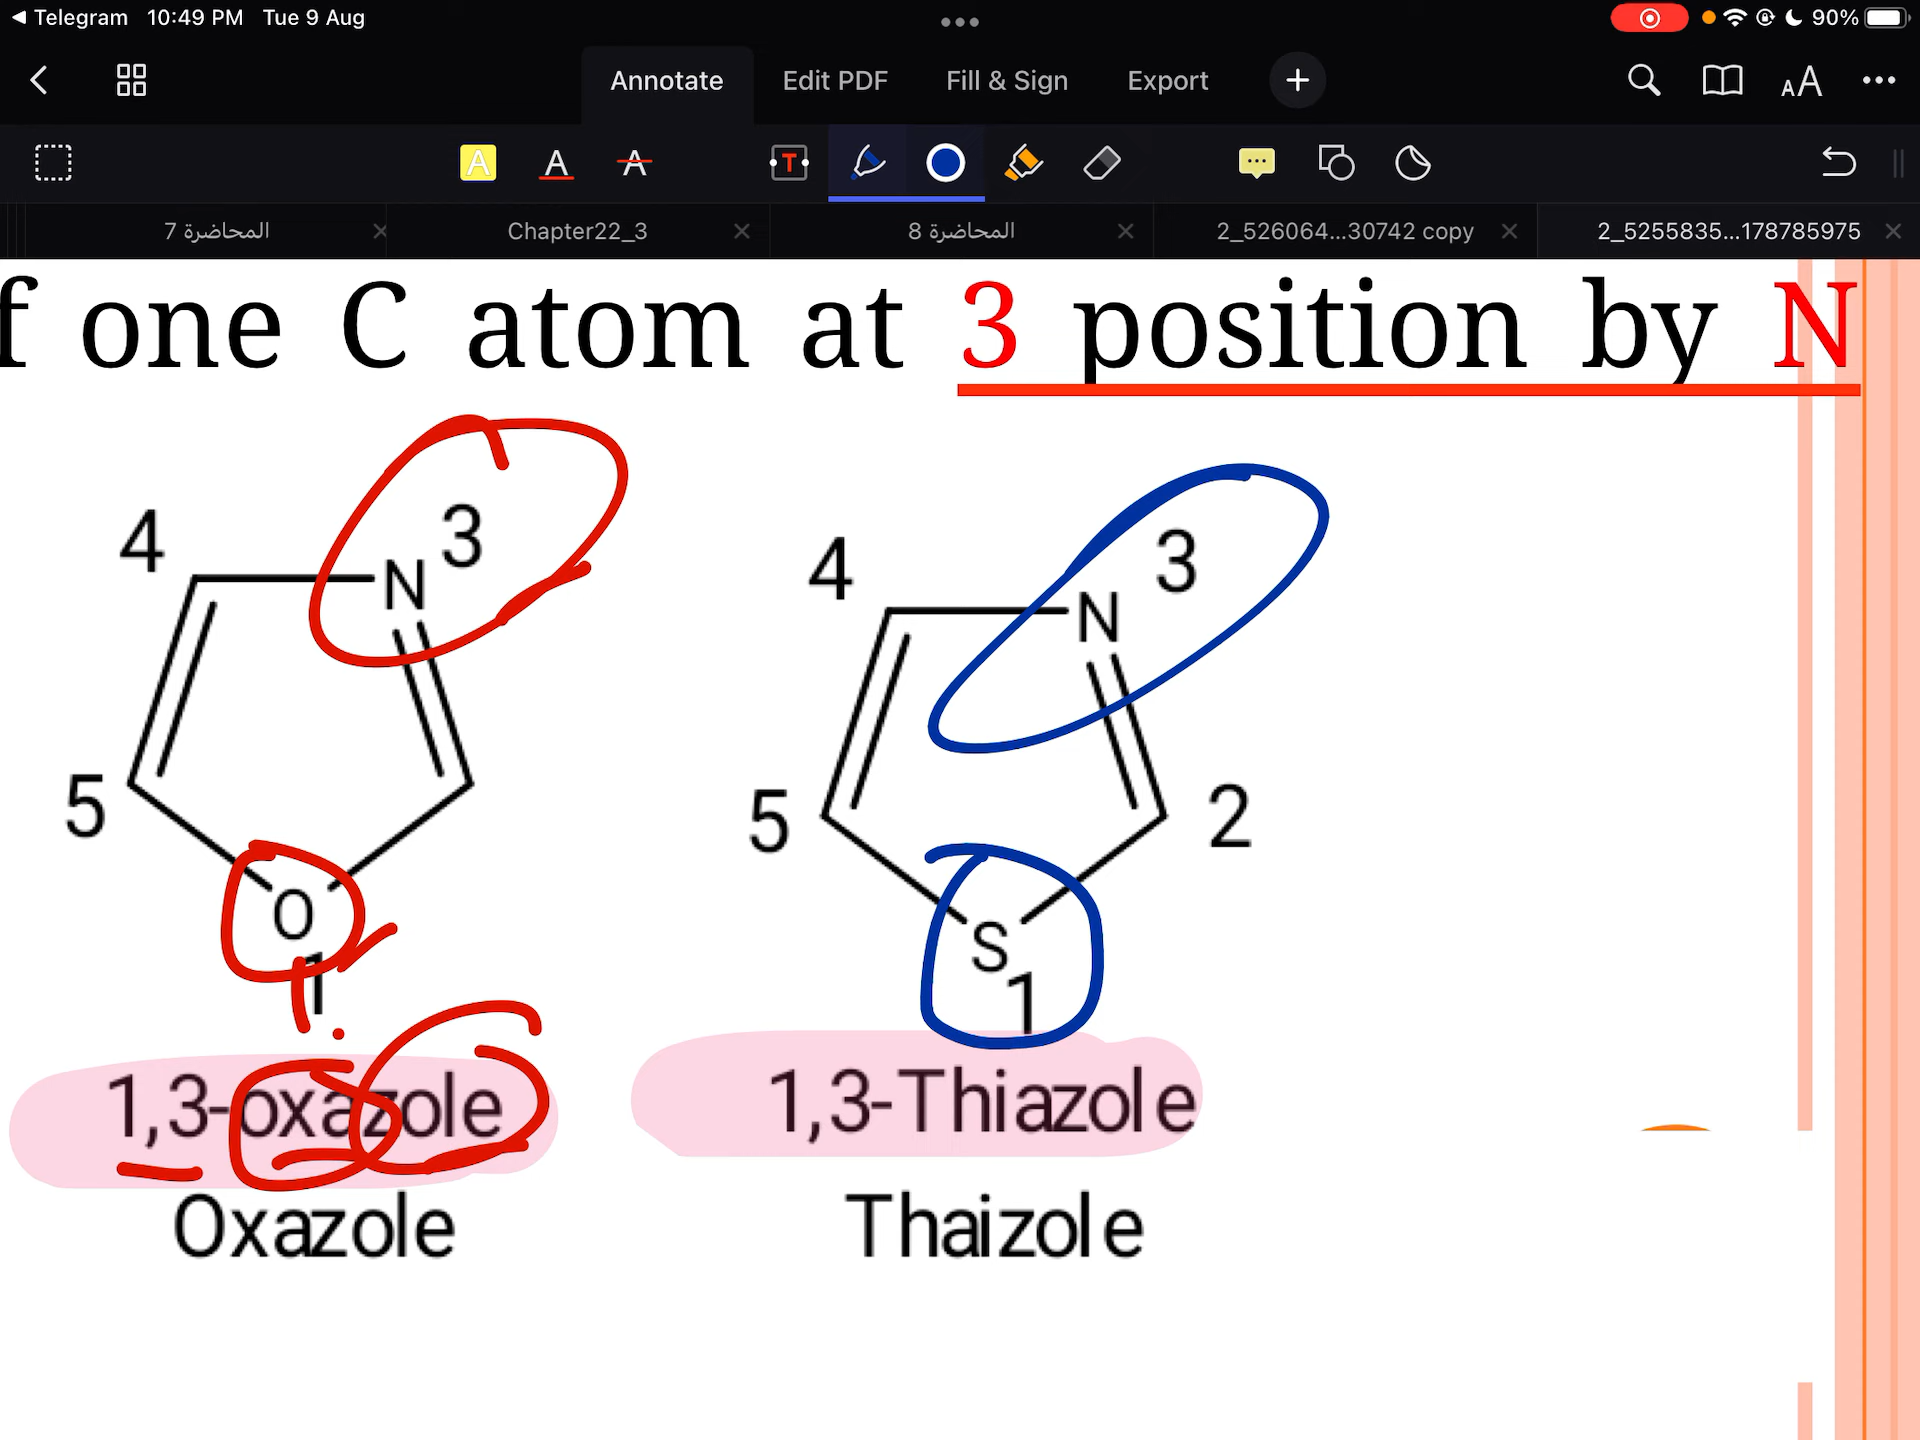 Telegram 10:49 PM Tue 9 Aug 90%
Annotate Edit PDF Fill & Sign Export
A A A T AA
المحاضرة 7 Chapter22_3 المحاضرة 8 2_526064...30742 copy 2_5255835...178785975
f one C atom at 3 position by N
4 N 3
5
O
1
1,3-oxazole
Oxazole
4 N 3
5 2
S
1
1,3-Thiazole
Thaizole